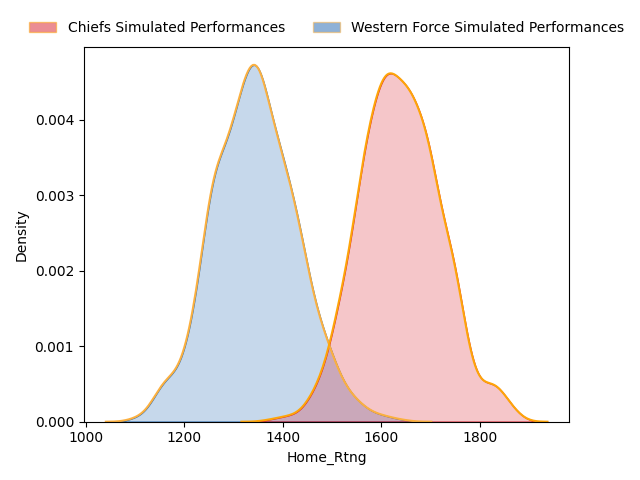 Chiefs Simulated Performances Western Force Simulated Performances
0.004
0.003
0.002
0.001
0.000
Density
1000 1200 1400 1600 1800
Home_Rtng